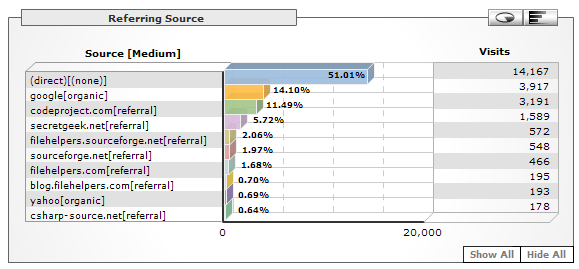 Referring Source
Source [Medium] Visits
(direct)[(none)] 51.01% 14,167
google[organic] 14.10% 3,917
codeproject.com[referral] 11.49% 3,191
secretgeek.net[referral] 5.72% 1,589
filehelpers.sourceforge.net[referral] 2.06% 572
sourceforge.net[referral] 1.97% 548
filehelpers.com[referral] 1.68% 466
blog.filehelpers.com[referral] 0.70% 195
yahoo[organic] 0.69% 193
csharp-source.net[referral] 0.64% 178
0 20,000
Show All Hide All